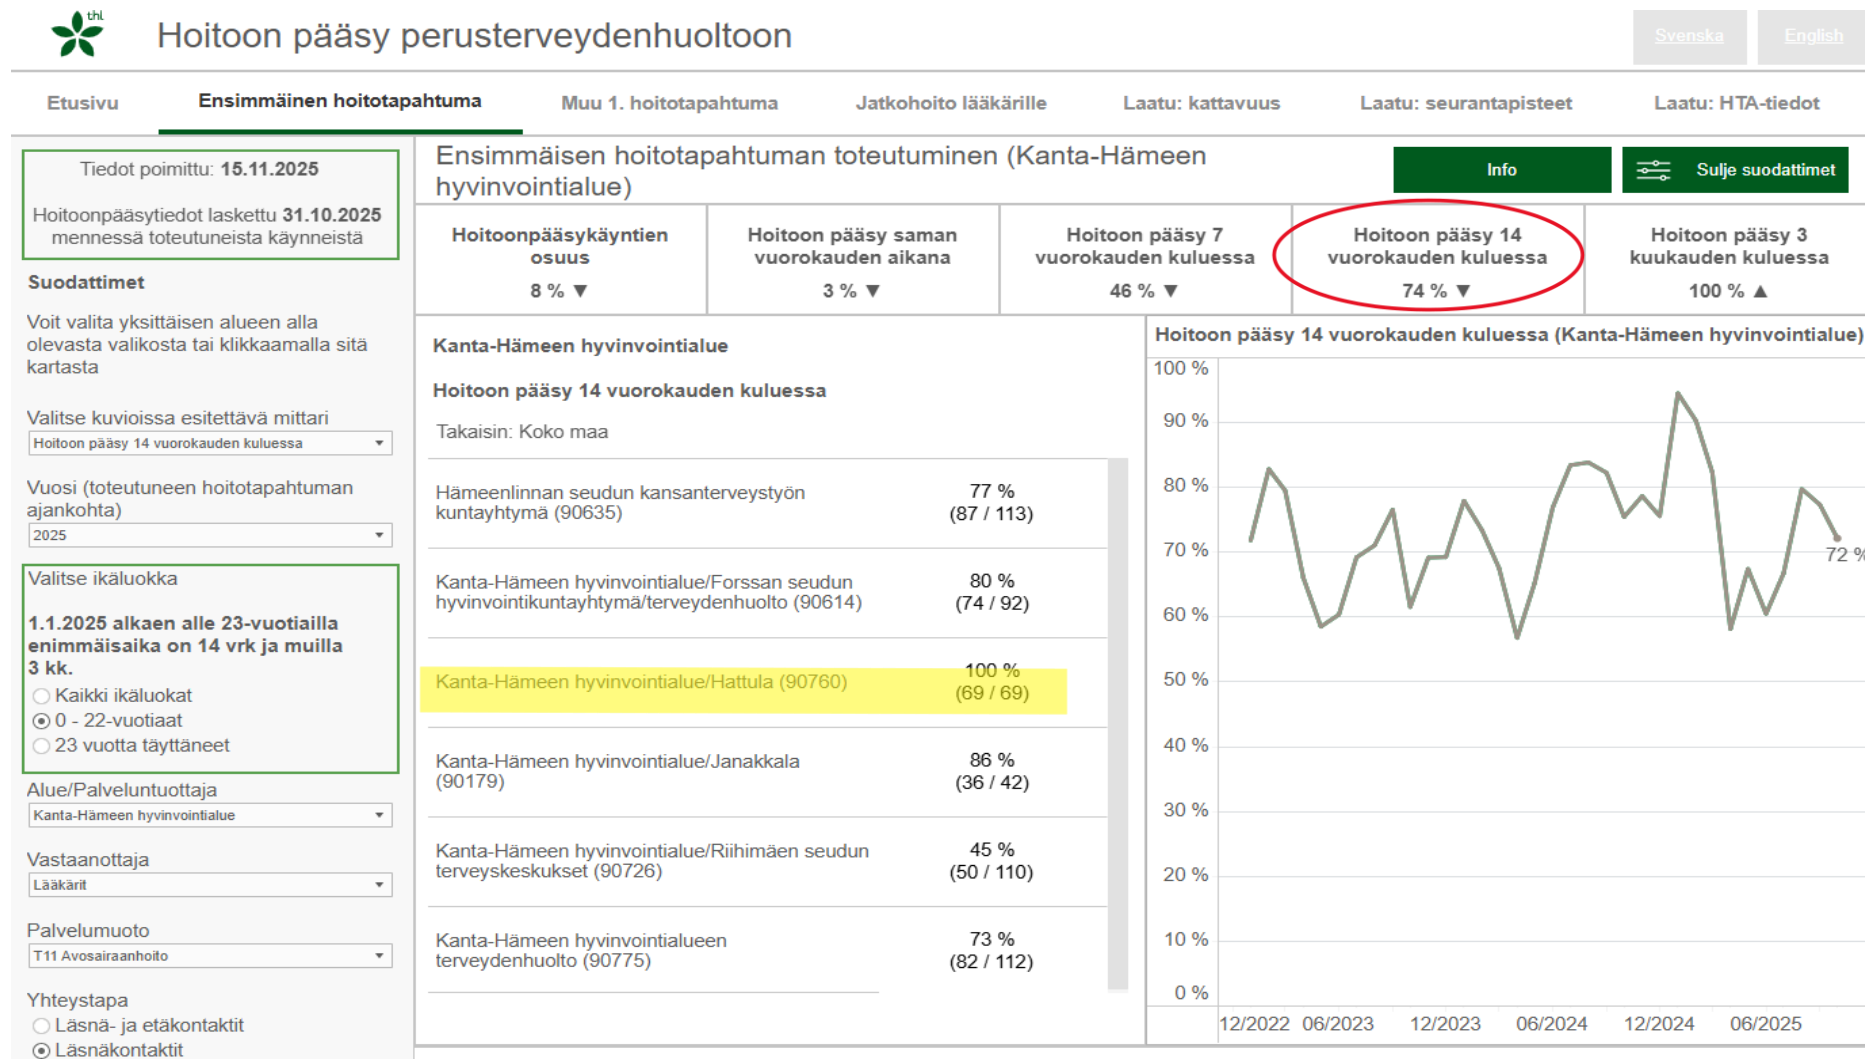 thl
Hoitoon pääsy perusterveydenhuoltoon
Svenska
English
Etusivu
Ensimmäinen hoitotapahtuma
Muu 1. hoitotapahtuma
Jatkohoito lääkärille
Laatu: kattavuus
Laatu: seurantapisteet
Laatu: HTA-tiedot
Tiedot poimittu: 15.11.2025
Hoitoonpääsytiedot laskettu 31.10.2025
mennessä toteutuneista käynneistä
Suodattimet
Voit valita yksittäisen alueen alla
olevasta valikosta tai klikkaamalla sitä
kartasta
Valitse kuvioissa esitettävä mittari
Hoitoon pääsy 14 vuorokauden kuluessa
Vuosi (toteutuneen hoitotapahtuman
ajankohta)
2025
Valitse ikäluokka
1.1.2025 alkaen alle 23-vuotiailla
enimmäisaika on 14 vrk ja muilla
3 kk.
Kaikki ikäluokat
0 - 22-vuotiaat
23 vuotta täyttäneet
Alue/Palveluntuottaja
Kanta-Hämeen hyvinvointialue
Vastaanottaja
Lääkärit
Palvelumuoto
T11 Avosairaanhoito
Yhteystapa
Läsnä- ja etäkontaktit
Läsnäkontaktit
Ensimmäisen hoitotapahtuman toteutuminen (Kanta-Hämeen
hyvinvointialue)
Info
Sulje suodattimet
Hoitoonpääsykäyntien
osuus
8 % ▼
Hoitoon pääsy saman
vuorokauden aikana
3 % ▼
Hoitoon pääsy 7
vuorokauden kuluessa
46 % ▼
Hoitoon pääsy 14
vuorokauden kuluessa
74 % ▼
Hoitoon pääsy 3
kuukauden kuluessa
100 % ▲
Kanta-Hämeen hyvinvointialue
Hoitoon pääsy 14 vuorokauden kuluessa
Takaisin: Koko maa
Hämeenlinnan seudun kansanterveystyön
kuntayhtymä (90635)
77 %
(87 / 113)
Kanta-Hämeen hyvinvointialue/Forssan seudun
hyvinvointikuntayhtymä/terveydenhuolto (90614)
80 %
(74 / 92)
Kanta-Hämeen hyvinvointialue/Hattula (90760)
100 %
(69 / 69)
Kanta-Hämeen hyvinvointialue/Janakkala
(90179)
86 %
(36 / 42)
Kanta-Hämeen hyvinvointialue/Riihimäen seudun
terveyskeskukset (90726)
45 %
(50 / 110)
Kanta-Hämeen hyvinvointialueen
terveydenhuolto (90775)
73 %
(82 / 112)
Hoitoon pääsy 14 vuorokauden kuluessa (Kanta-Hämeen hyvinvointialue)
100 %
90 %
80 %
70 %
60 %
50 %
40 %
30 %
20 %
10 %
0 %
72 %
12/2022
06/2023
12/2023
06/2024
12/2024
06/2025